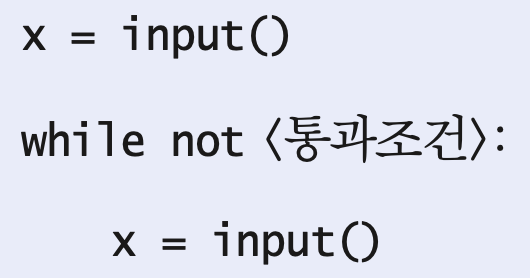 x = input()
while not 〈통과조건〉:
    x = input()